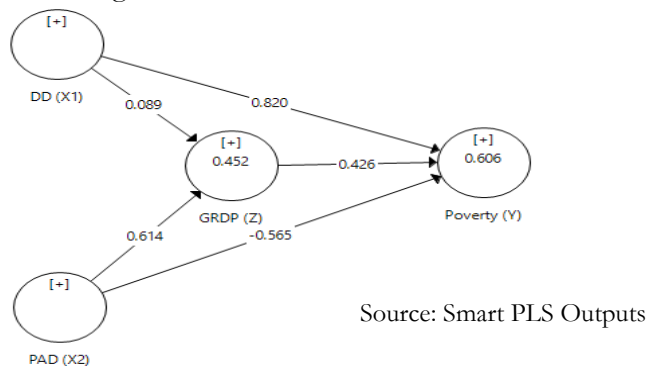 [+]
DD (X1)
0.089
0.820
[+]
0.452
GRDP (Z)
0.426
[+]
0.606
Poverty (Y)
0.614
-0.565
[+]
PAD (X2)
Source: Smart PLS Outputs